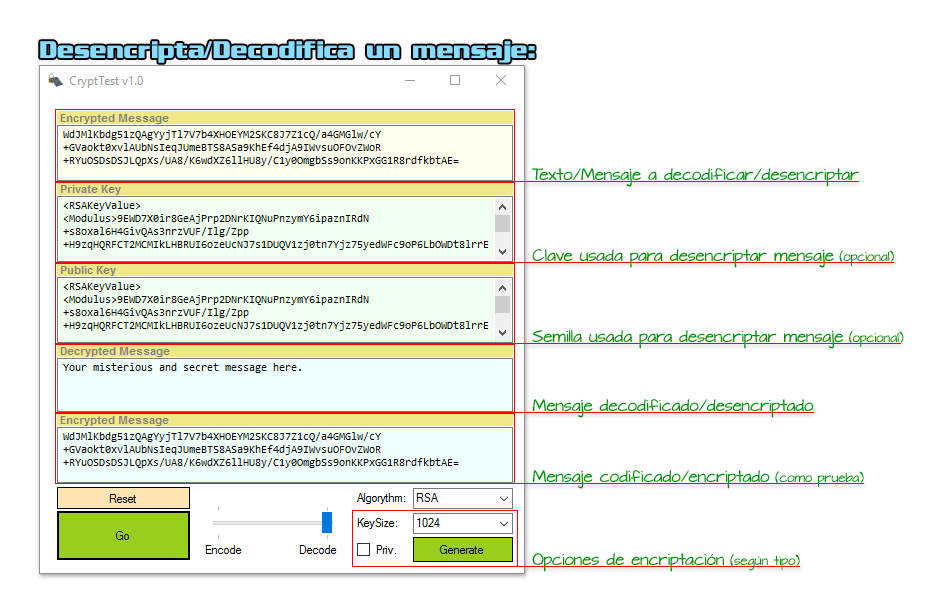 Desencripta/Decodifica un mensaje:
CryptTest v1.0
Encrypted Message
WdJMlKbdg51zQAgYyjTl7V7b4XHOEYM2SKC8J7Z1cQ/a4GMGlw/cY
+GVaokt0xvlAUbNsIeqJUmeBTS8ASa9KhEf4djA9IWvsuOFOvZWoR
+RYuOSDsDSJLQpXs/UA8/K6wdXZ6llHU8y/C1y0OmgbSs9onKKPxGG1R8rdfkbtAE=
Texto/Mensaje a decodificar/desencriptar
Private Key
<RSAKeyValue>
<Modulus>9EWD7X0ir8GeAjPrp2DNrKIQNuPnzymY6ipaznIRdN
+s8oxal6H4GivQAs3nrzVUF/Ilg/Zpp
+H9zqHQRFCT2MCMIkLHBRUI6ozeUcNJ7s1DUQV1zj0tn7Yjz75yedWFc9oP6LbOWDt8lrrE
Clave usada para desencriptar mensaje (opcional)
Public Key
<RSAKeyValue>
<Modulus>9EWD7X0ir8GeAjPrp2DNrKIQNuPnzymY6ipaznIRdN
+s8oxal6H4GivQAs3nrzVUF/Ilg/Zpp
+H9zqHQRFCT2MCMIkLHBRUI6ozeUcNJ7s1DUQV1zj0tn7Yjz75yedWFc9oP6LbOWDt8lrrE
Semilla usada para desencriptar mensaje (opcional)
Decrypted Message
Your misterious and secret message here.
Mensaje decodificado/desencriptado
Encrypted Message
WdJMlKbdg51zQAgYyjTl7V7b4XHOEYM2SKC8J7Z1cQ/a4GMGlw/cY
+GVaokt0xvlAUbNsIeqJUmeBTS8ASa9KhEf4djA9IWvsuOFOvZWoR
+RYuOSDsDSJLQpXs/UA8/K6wdXZ6llHU8y/C1y0OmgbSs9onKKPxGG1R8rdfkbtAE=
Mensaje codificado/encriptado (como prueba)
Reset
Algorythm: RSA
Go
KeySize: 1024
Encode Decode
Priv. Generate
Opciones de encriptación (según tipo)